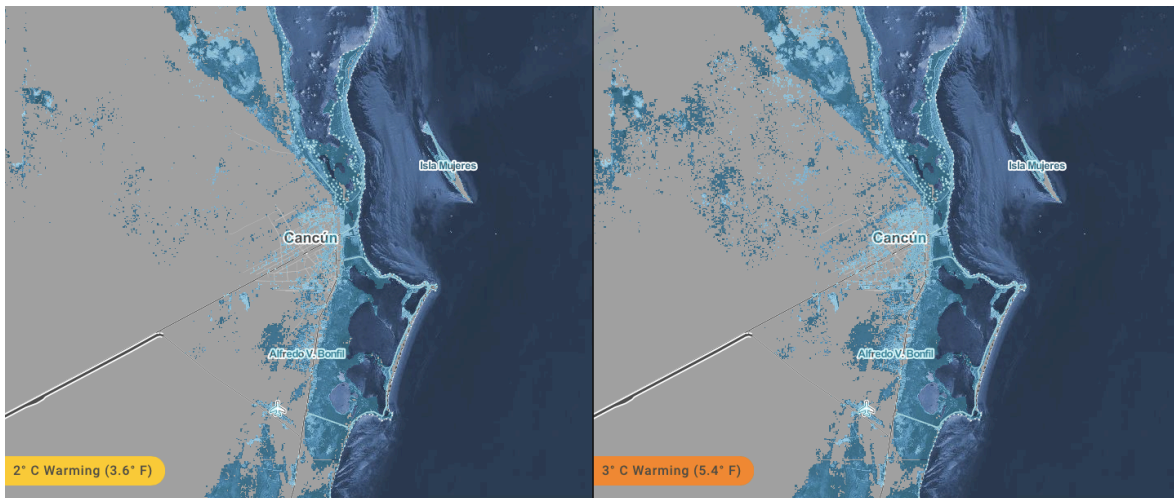 Isla Mujeres
Cancún
Alfredo V. Bonfil
2° C Warming (3.6° F)
Isla Mujeres
Cancún
Alfredo V. Bonfil
3° C Warming (5.4° F)